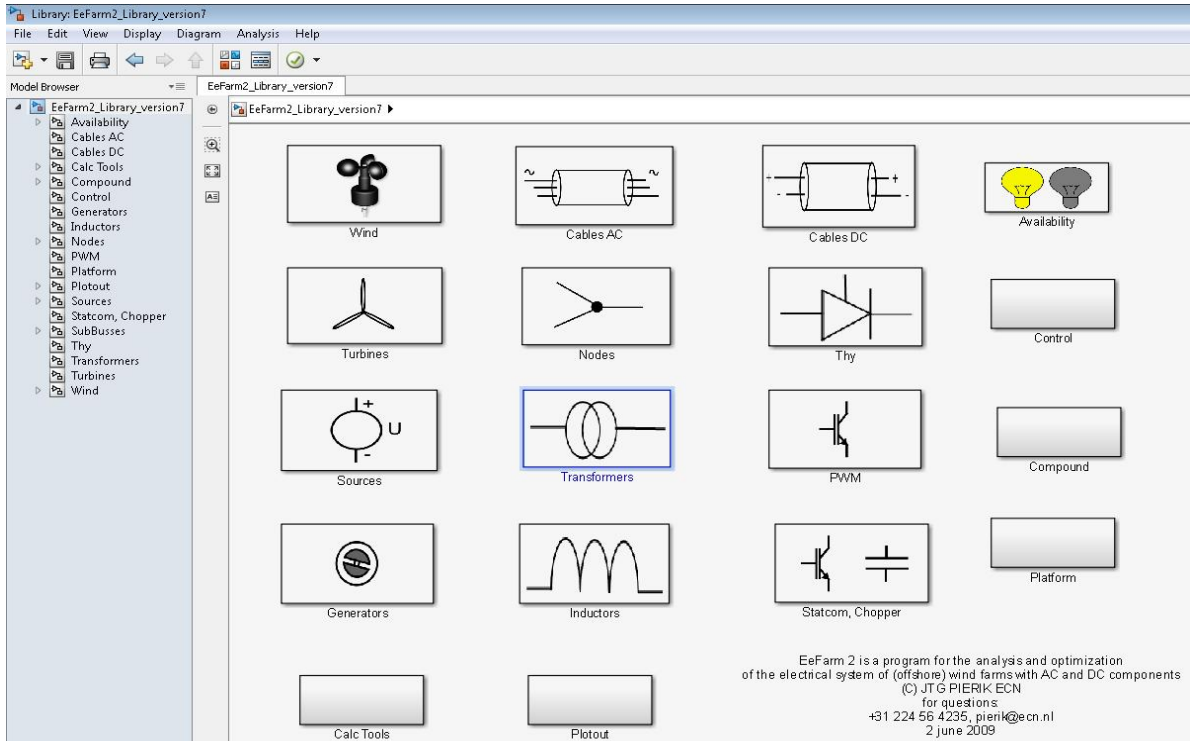 Library: EeFarm2_Library_version7
File Edit View Display Diagram Analysis Help
Model Browser
EeFarm2_Library_version7
EeFarm2_Library_version7
Availability
Cables AC
Cables DC
Calc Tools
Compound
Control
Generators
Inductors
Nodes
PWM
Platform
Plotout
Sources
Statcom, Chopper
SubBusses
Thy
Transformers
Turbines
Wind
EeFarm2_Library_version7
Wind
~ ~
Cables AC
+ +
- -
Cables DC
Availability
Turbines
Nodes
Thy
Control
+
U
-
Sources
Transformers
PWM
Compound
Generators
Inductors
Statcom, Chopper
Platform
Calc Tools
Plotout
EeFarm 2 is a program for the analysis and optimization
of the electrical system of (offshore) wind farms with AC and DC components
(C) JTG PIERIK ECN
for questions:
+31 224 56 4235, pierik@ecn.nl
2 june 2009